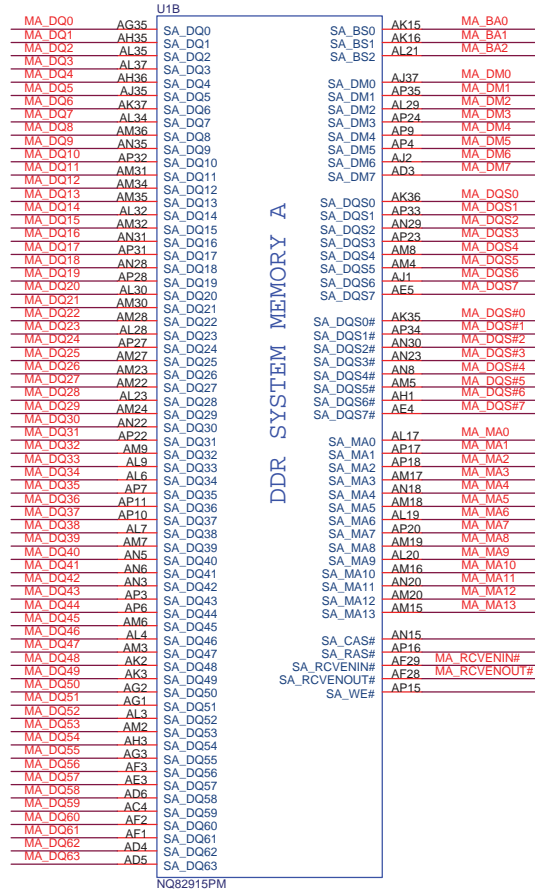 U1B
MA_DQ0 AG35 SA_DQ0
MA_DQ1 AH35 SA_DQ1
MA_DQ2 AL35 SA_DQ2
MA_DQ3 AL37 SA_DQ3
MA_DQ4 AH36 SA_DQ4
MA_DQ5 AJ35 SA_DQ5
MA_DQ6 AK37 SA_DQ6
MA_DQ7 AL34 SA_DQ7
MA_DQ8 AM36 SA_DQ8
MA_DQ9 AN35 SA_DQ9
MA_DQ10 AP32 SA_DQ10
MA_DQ11 AM31 SA_DQ11
MA_DQ12 AM34 SA_DQ12
MA_DQ13 AM35 SA_DQ13
MA_DQ14 AL32 SA_DQ14
MA_DQ15 AM32 SA_DQ15
MA_DQ16 AN31 SA_DQ16
MA_DQ17 AP31 SA_DQ17
MA_DQ18 AN28 SA_DQ18
MA_DQ19 AP28 SA_DQ19
MA_DQ20 AL30 SA_DQ20
MA_DQ21 AM30 SA_DQ21
MA_DQ22 AM28 SA_DQ22
MA_DQ23 AL28 SA_DQ23
MA_DQ24 AP27 SA_DQ24
MA_DQ25 AM27 SA_DQ25
MA_DQ26 AM23 SA_DQ26
MA_DQ27 AM22 SA_DQ27
MA_DQ28 AL23 SA_DQ28
MA_DQ29 AM24 SA_DQ29
MA_DQ30 AN22 SA_DQ30
MA_DQ31 AP22 SA_DQ31
MA_DQ32 AM9 SA_DQ32
MA_DQ33 AL9 SA_DQ33
MA_DQ34 AL6 SA_DQ34
MA_DQ35 AP7 SA_DQ35
MA_DQ36 AP11 SA_DQ36
MA_DQ37 AP10 SA_DQ37
MA_DQ38 AL7 SA_DQ38
MA_DQ39 AM7 SA_DQ39
MA_DQ40 AN5 SA_DQ40
MA_DQ41 AN6 SA_DQ41
MA_DQ42 AN3 SA_DQ42
MA_DQ43 AP3 SA_DQ43
MA_DQ44 AP6 SA_DQ44
MA_DQ45 AM6 SA_DQ45
MA_DQ46 AL4 SA_DQ46
MA_DQ47 AM3 SA_DQ47
MA_DQ48 AK2 SA_DQ48
MA_DQ49 AK3 SA_DQ49
MA_DQ50 AG2 SA_DQ50
MA_DQ51 AG1 SA_DQ51
MA_DQ52 AL3 SA_DQ52
MA_DQ53 AM2 SA_DQ53
MA_DQ54 AH3 SA_DQ54
MA_DQ55 AG3 SA_DQ55
MA_DQ56 AF3 SA_DQ56
MA_DQ57 AE3 SA_DQ57
MA_DQ58 AD6 SA_DQ58
MA_DQ59 AC4 SA_DQ59
MA_DQ60 AF2 SA_DQ60
MA_DQ61 AF1 SA_DQ61
MA_DQ62 AD4 SA_DQ62
MA_DQ63 AD5 SA_DQ63
DDR SYSTEM MEMORY A
SA_BS0 AK15 MA_BA0
SA_BS1 AK16 MA_BA1
SA_BS2 AL21 MA_BA2
SA_DM0 AJ37 MA_DM0
SA_DM1 AP35 MA_DM1
SA_DM2 AL29 MA_DM2
SA_DM3 AP24 MA_DM3
SA_DM4 AP9 MA_DM4
SA_DM5 AP4 MA_DM5
SA_DM6 AJ2 MA_DM6
SA_DM7 AD3 MA_DM7
SA_DQS0 AK36 MA_DQS0
SA_DQS1 AP33 MA_DQS1
SA_DQS2 AN29 MA_DQS2
SA_DQS3 AP23 MA_DQS3
SA_DQS4 AM8 MA_DQS4
SA_DQS5 AM4 MA_DQS5
SA_DQS6 AJ1 MA_DQS6
SA_DQS7 AE5 MA_DQS7
SA_DQS0# AK35 MA_DQS#0
SA_DQS1# AP34 MA_DQS#1
SA_DQS2# AN30 MA_DQS#2
SA_DQS3# AN23 MA_DQS#3
SA_DQS4# AN8 MA_DQS#4
SA_DQS5# AM5 MA_DQS#5
SA_DQS6# AH1 MA_DQS#6
SA_DQS7# AE4 MA_DQS#7
SA_MA0 AL17 MA_MA0
SA_MA1 AP17 MA_MA1
SA_MA2 AP18 MA_MA2
SA_MA3 AM17 MA_MA3
SA_MA4 AN18 MA_MA4
SA_MA5 AM18 MA_MA5
SA_MA6 AL19 MA_MA6
SA_MA7 AP20 MA_MA7
SA_MA8 AM19 MA_MA8
SA_MA9 AL20 MA_MA9
SA_MA10 AM16 MA_MA10
SA_MA11 AN20 MA_MA11
SA_MA12 AM20 MA_MA12
SA_MA13 AM15 MA_MA13
SA_CAS# AN15
SA_RAS# AP16
SA_RCVENIN# AF29 MA_RCVENIN#
SA_RCVENOUT# AF28 MA_RCVENOUT#
SA_WE# AP15
NQ82915PM